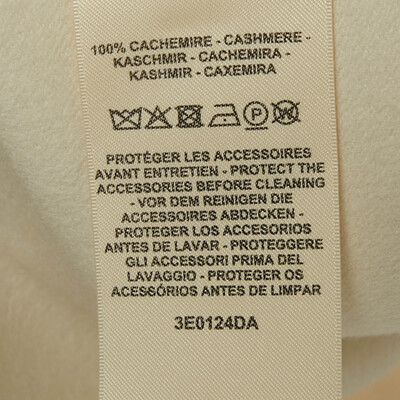 100% CACHEMIRE - CASHMERE -
KASCHMIR - CACHEMIRA -
KASHMIR - CAXEMIRA
P W
PROTÉGER LES ACCESSOIRES
AVANT ENTRETIEN - PROTECT THE
ACCESSORIES BEFORE CLEANING
- VOR DEM REINIGEN DIE
ACCESSOIRES ABDECKEN -
PROTEGER LOS ACCESORIOS
ANTES DE LAVAR - PROTEGGERE
GLI ACCESSORI PRIMA DEL
LAVAGGIO - PROTEGER OS
ACESSÓRIOS ANTES DE LIMPAR
3E0124DA